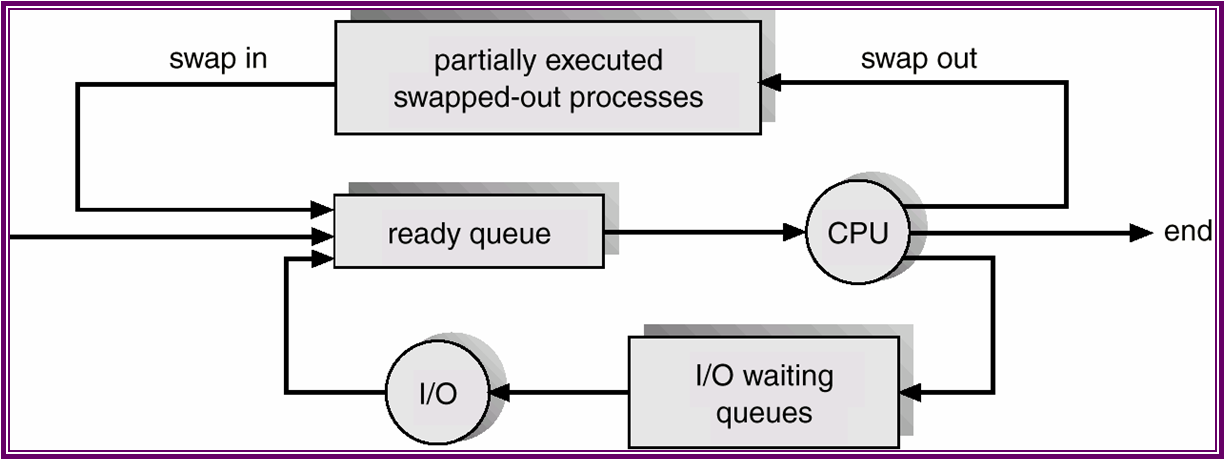 swap in
partially executed
swapped-out processes
swap out
ready queue
CPU
end
I/O
I/O waiting
queues